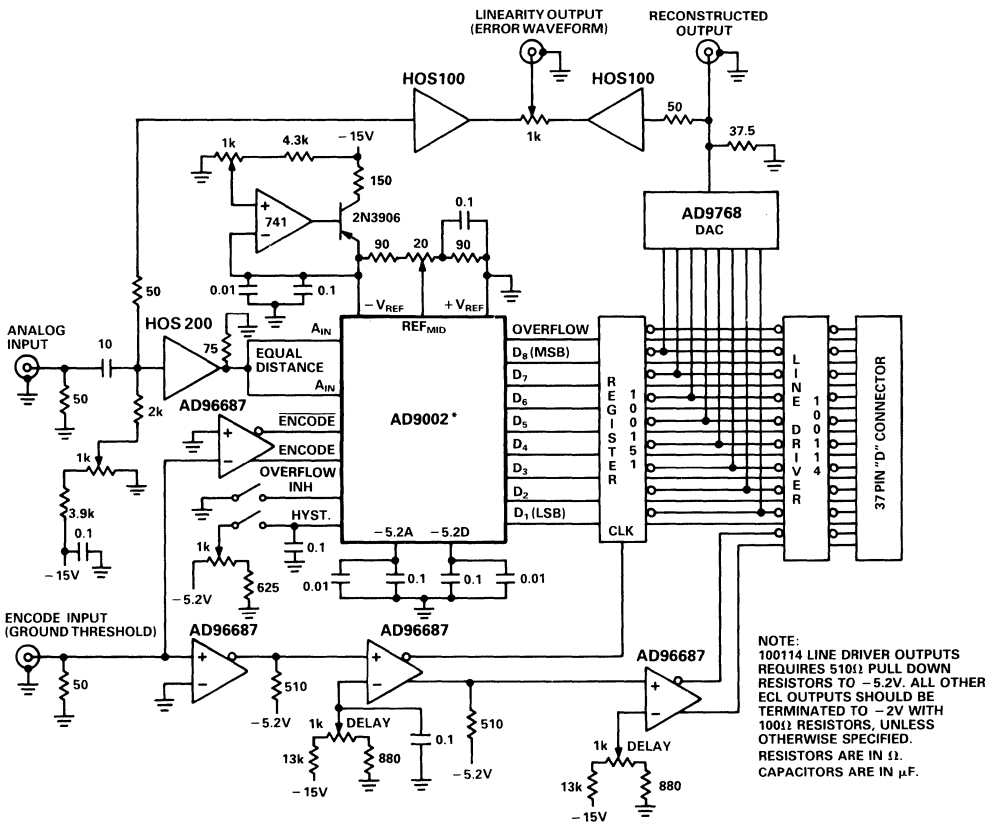 LINEARITY OUTPUT
(ERROR WAVEFORM)
RECONSTRUCTED
OUTPUT
HOS100
HOS100
50
1k
37.5
1k
4.3k
−15V
150
+
741
−
2N3906
0.1
90
20
90
AD9768
DAC
0.01
0.1
−VREF
+VREF
REFMID
50
ANALOG
INPUT
10
HOS 200
75
AIN
EQUAL
DISTANCE
AIN
50
2k
AD96687
+
−
ENCODE
ENCODE
OVERFLOW
INH
HYST.
AD9002*
−5.2A
−5.2D
OVERFLOW
D8 (MSB)
D7
D6
D5
D4
D3
D2
D1 (LSB)
REGISTER
100151
CLK
LINE DRIVER
100114
37 PIN "D" CONNECTOR
1k
3.9k
0.1
−15V
1k
0.1
−5.2V
625
0.01
0.1
0.1
0.01
ENCODE INPUT
(GROUND THRESHOLD)
50
AD96687
+
−
510
−5.2V
AD96687
+
−
1k
DELAY
13k
880
−15V
0.1
510
−5.2V
AD96687
+
−
1k
DELAY
13k
880
−15V
NOTE:
100114 LINE DRIVER OUTPUTS
REQUIRES 510Ω PULL DOWN
RESISTORS TO −5.2V. ALL OTHER
ECL OUTPUTS SHOULD BE
TERMINATED TO −2V WITH
100Ω RESISTORS, UNLESS
OTHERWISE SPECIFIED.
RESISTORS ARE IN Ω.
CAPACITORS ARE IN μF.